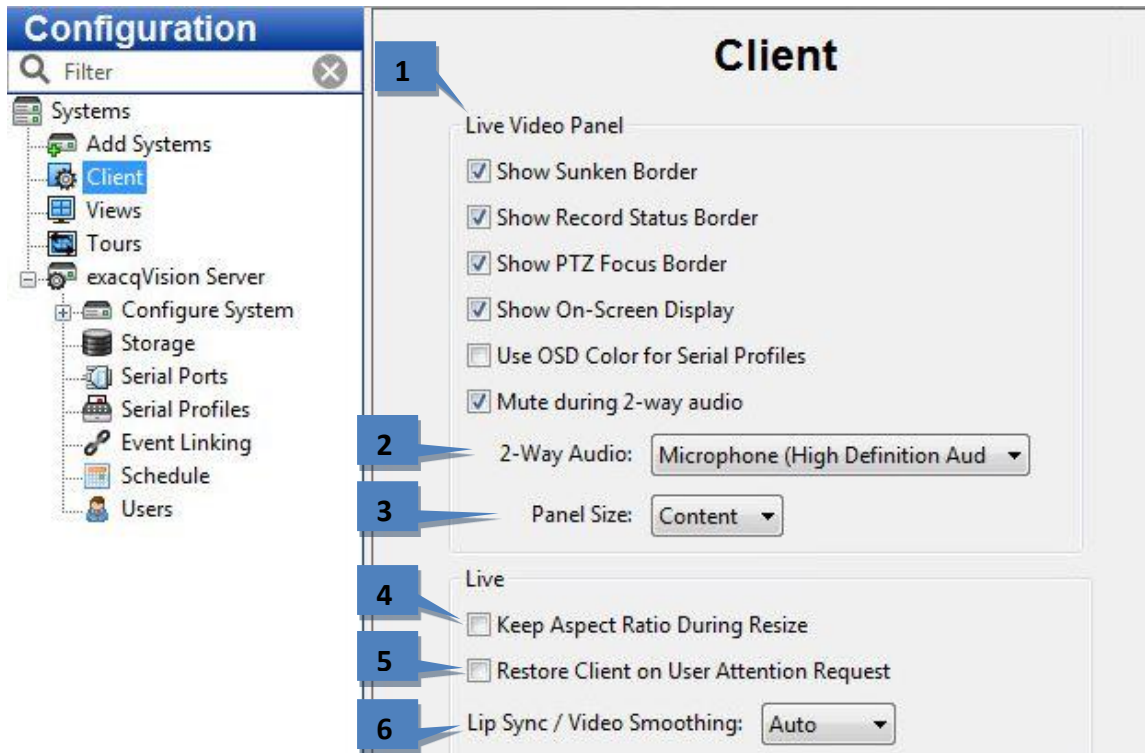 Configuration
Filter
Systems
Add Systems
Client
Views
Tours
exacqVision Server
Configure System
Storage
Serial Ports
Serial Profiles
Event Linking
Schedule
Users
Client
1
Live Video Panel
Show Sunken Border
Show Record Status Border
Show PTZ Focus Border
Show On-Screen Display
Use OSD Color for Serial Profiles
Mute during 2-way audio
2
2-Way Audio: Microphone (High Definition Aud
3
Panel Size: Content
Live
4
Keep Aspect Ratio During Resize
5
Restore Client on User Attention Request
6
Lip Sync / Video Smoothing: Auto